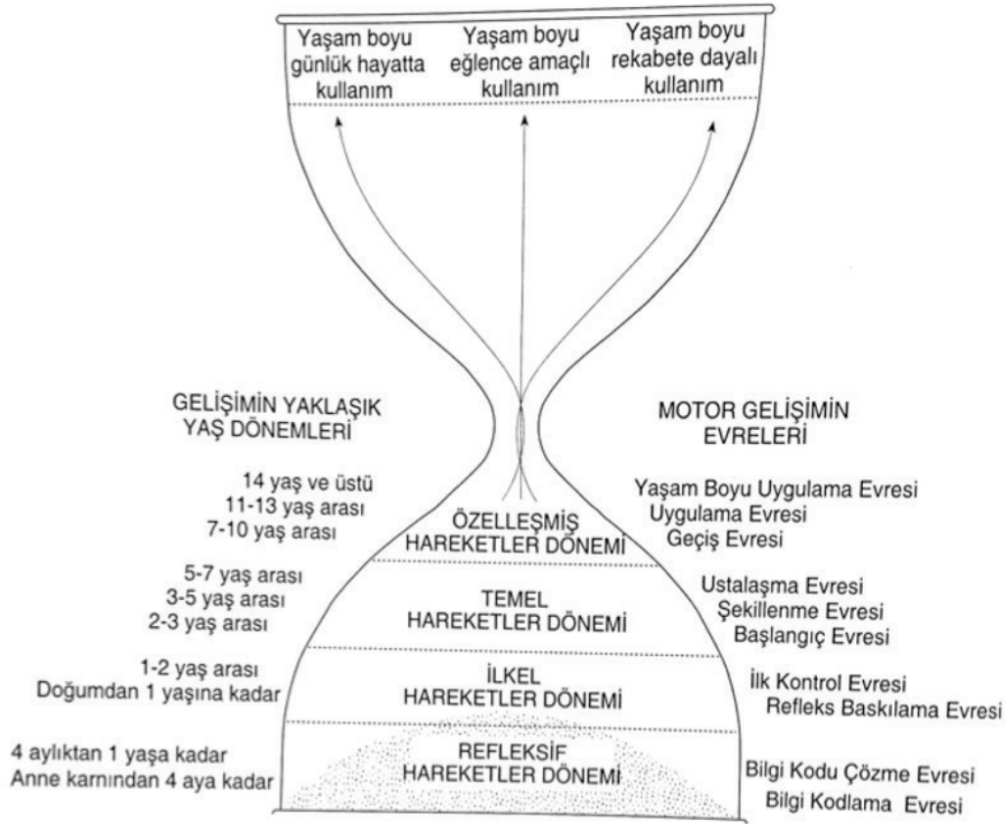 Yaşam boyu
günlük hayatta
kullanım
Yaşam boyu
eğlence amaçlı
kullanım
Yaşam boyu
rekabete dayalı
kullanım
GELİŞİMİN YAKLAŞIK
YAŞ DÖNEMLERİ
MOTOR GELİŞİMİN
EVRELERİ
14 yaş ve üstü
11-13 yaş arası
7-10 yaş arası
ÖZELLEŞMİŞ
HAREKETLER DÖNEMİ
Yaşam Boyu Uygulama Evresi
Uygulama Evresi
Geçiş Evresi
5-7 yaş arası
3-5 yaş arası
2-3 yaş arası
TEMEL
HAREKETLER DÖNEMİ
Ustalaşma Evresi
Şekillenme Evresi
Başlangıç Evresi
1-2 yaş arası
Doğumdan 1 yaşına kadar
İLKEL
HAREKETLER DÖNEMİ
İlk Kontrol Evresi
Refleks Baskılama Evresi
4 aylıktan 1 yaşa kadar
Anne karnından 4 aya kadar
REFLEKSİF
HAREKETLER DÖNEMİ
Bilgi Kodu Çözme Evresi
Bilgi Kodlama Evresi